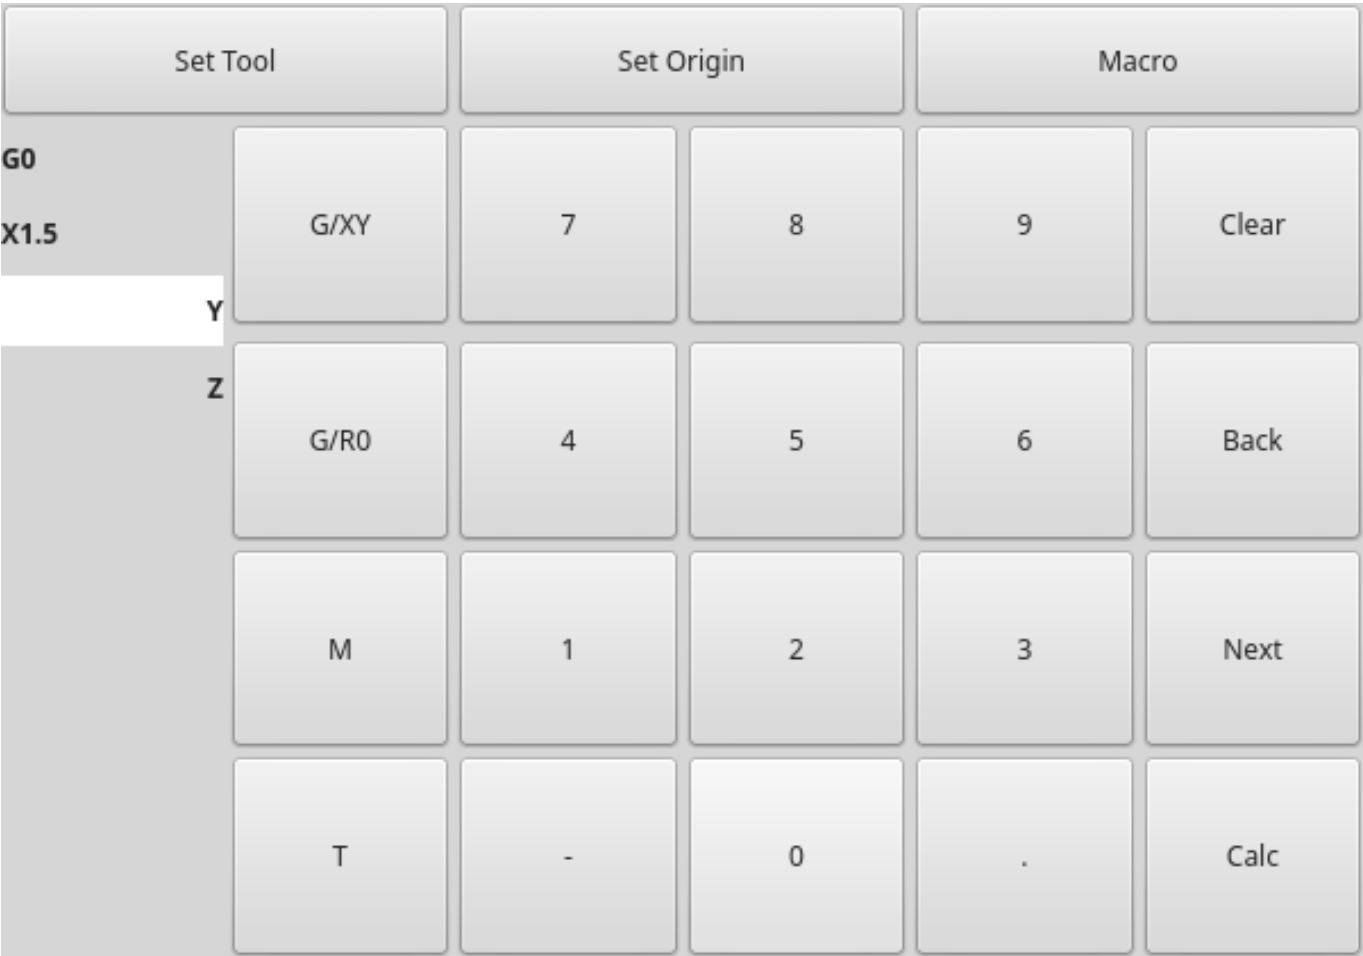 Set Tool Set Origin Macro
G0
X1.5
Y
Z
G/XY 7 8 9 Clear
G/R0 4 5 6 Back
M 1 2 3 Next
T - 0 . Calc